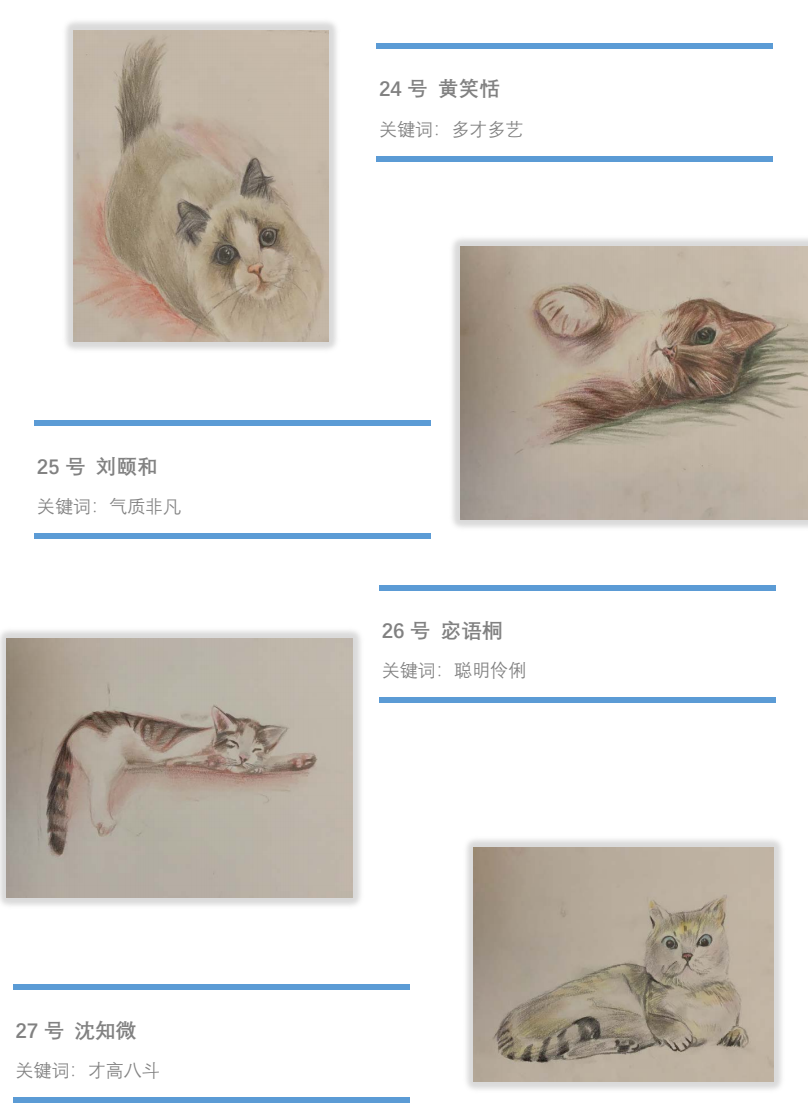 24 号 黄笑恬
关键词：多才多艺
25 号 刘颐和
关键词：气质非凡
26 号 宓语桐
关键词：聪明伶俐
27 号 沈知微
关键词：才高八斗